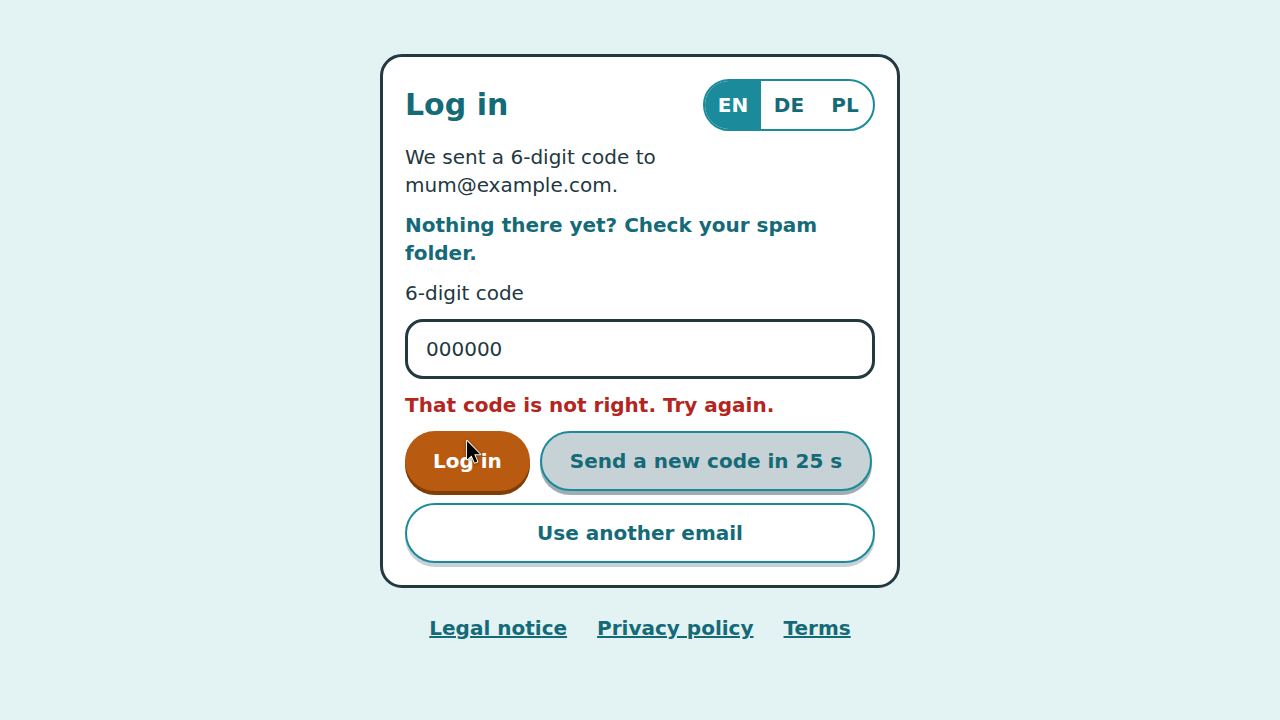 Log in
EN DE PL
We sent a 6-digit code to
mum@example.com.
Nothing there yet? Check your spam
folder.
6-digit code
000000
That code is not right. Try again.
Log in
Send a new code in 25 s
Use another email
Legal notice Privacy policy Terms